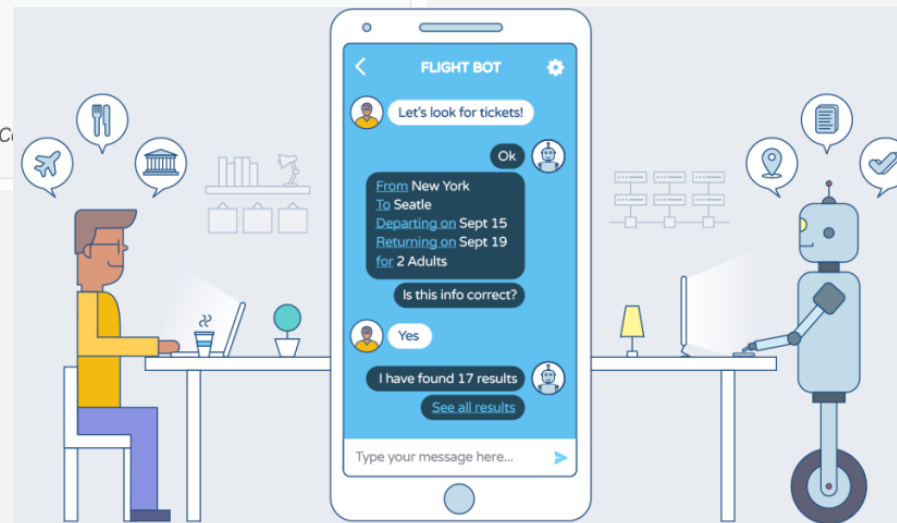 FLIGHT BOT
Let's look for tickets!
Ok
From New York
To Seatle
Departing on Sept 15
Returning on Sept 19
for 2 Adults
Is this info correct?
Yes
I have found 17 results
See all results
Type your message here...